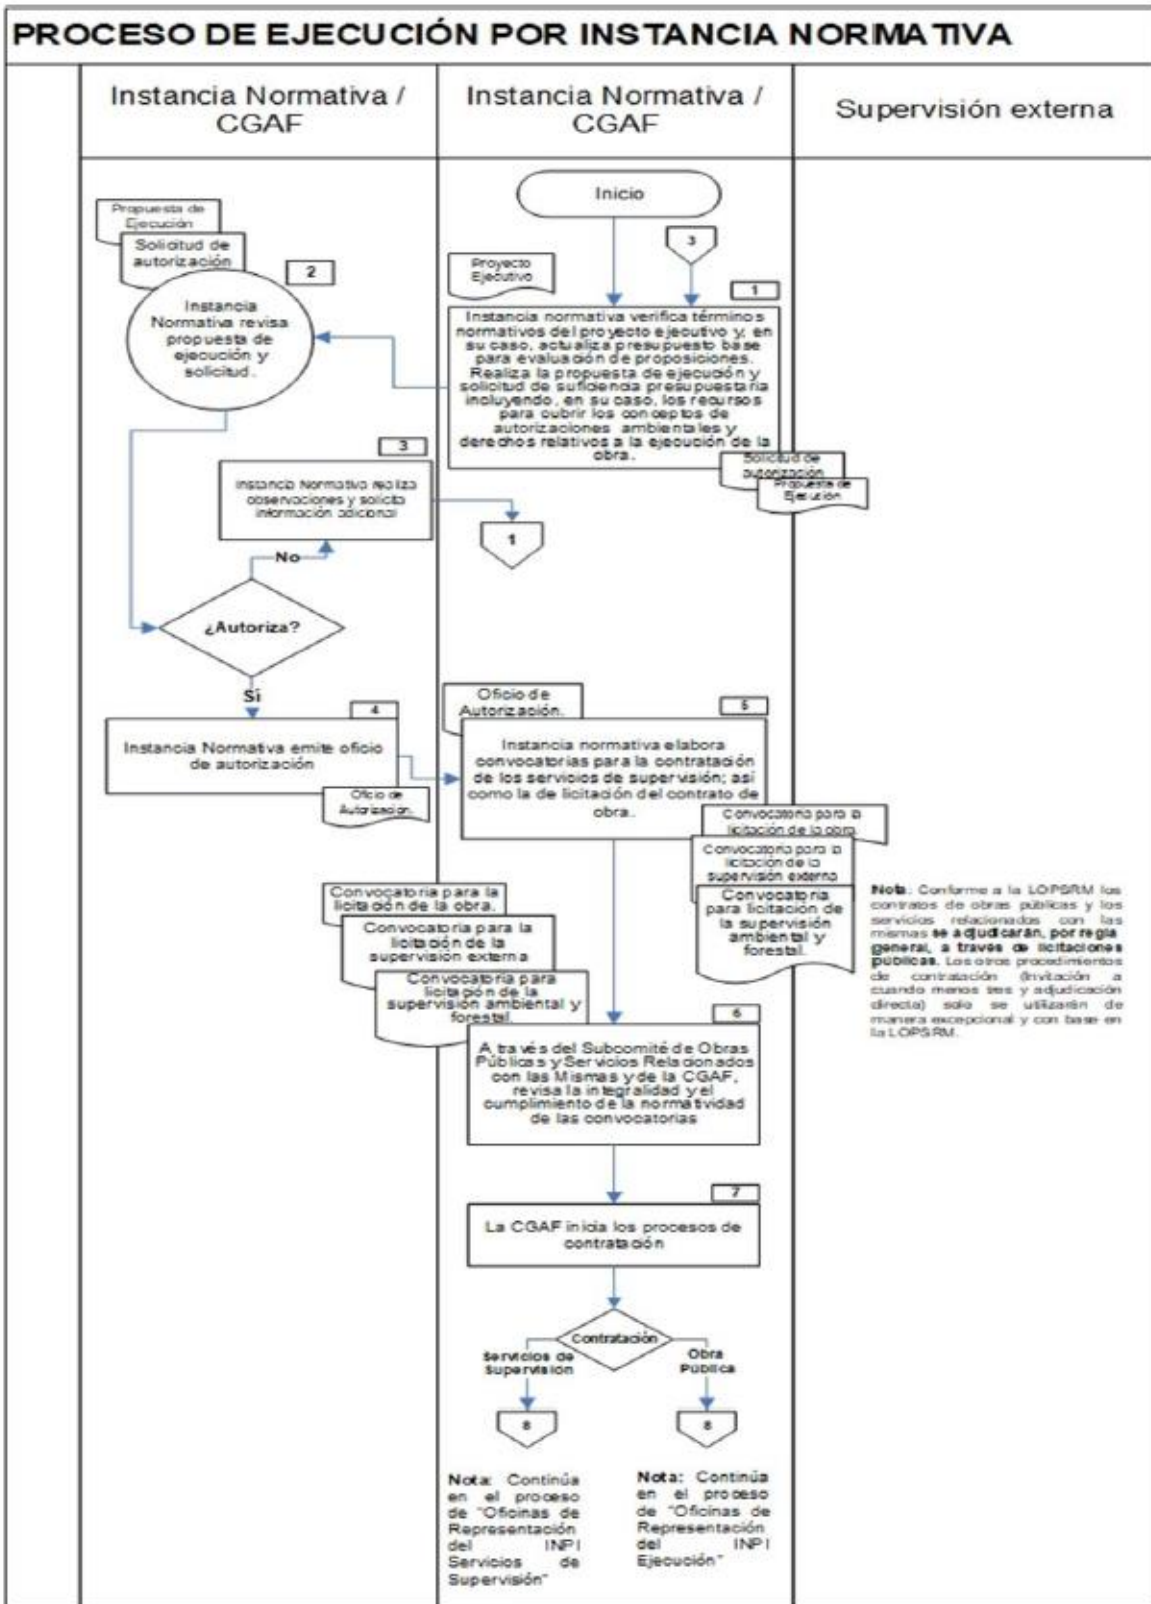 PROCESO DE EJECUCIÓN POR INSTANCIA NORMATIVA
Instancia Normativa /
CGAF
Instancia Normativa /
CGAF
Supervisión externa
Inicio
3
Proyecto
Ejecutivo
1
Instancia normativa verifica términos
normativos del proyecto ejecutivo y, en
su caso, actualiza presupuesto base
para evaluación de proposiciones.
Realiza la propuesta de ejecución y
solicitud de suficiencia presupuestaria
incluyendo, en su caso, los recursos
para cubrir los conceptos de
autorizaciones ambientales y
derechos relativos a la ejecución de la
obra.
Solicitud de
autorización
Propuesta de
Ejecución
Propuesta de
Ejecución
Solicitud de
autorización
2
Instancia
Normativa revisa
propuesta de
ejecución y
solicitud.
3
Instancia Normativa realiza
observaciones y solicita
información adicional
1
No
¿Autoriza?
Sí
4
Instancia Normativa emite oficio
de autorización
Oficio de
Autorización.
Oficio de
Autorización.
5
Instancia normativa elabora
convocatorias para la contratación
de los servicios de supervisión; así
como la de licitación del contrato de
obra.
Convocatoria para la
licitación de la obra.
Convocatoria para la
licitación de la
supervisión externa
Convocatoria
para licitación de
la supervisión
ambiental y
forestal.
Nota: Conforme a la LOPSRM los
contratos de obras públicas y los
servicios relacionados con las
mismas se adjudicarán, por regla
general, a través de licitaciones
públicas. Los otros procedimientos
de contratación (invitación a
cuando menos tres y adjudicación
directa) solo se utilizarán de
manera excepcional y con base en
la LOPSRM.
Convocatoria para la
licitación de la obra.
Convocatoria para la
licitación de la
supervisión externa
Convocatoria para
licitación de la
supervisión ambiental y
forestal.
6
A través del Subcomité de Obras
Públicas y Servicios Relacionados
con las Mismas y de la CGAF,
revisa la integralidad y el
cumplimiento de la normatividad
de las convocatorias
7
La CGAF inicia los procesos de
contratación
Contratación
Servicios de
Supervisión
Obra
Pública
8
8
Nota: Continúa
en el proceso
de "Oficinas de
Representación
del INPI
Servicios de
Supervisión"
Nota: Continúa
en el proceso
de "Oficinas de
Representación
del INPI
Ejecución"